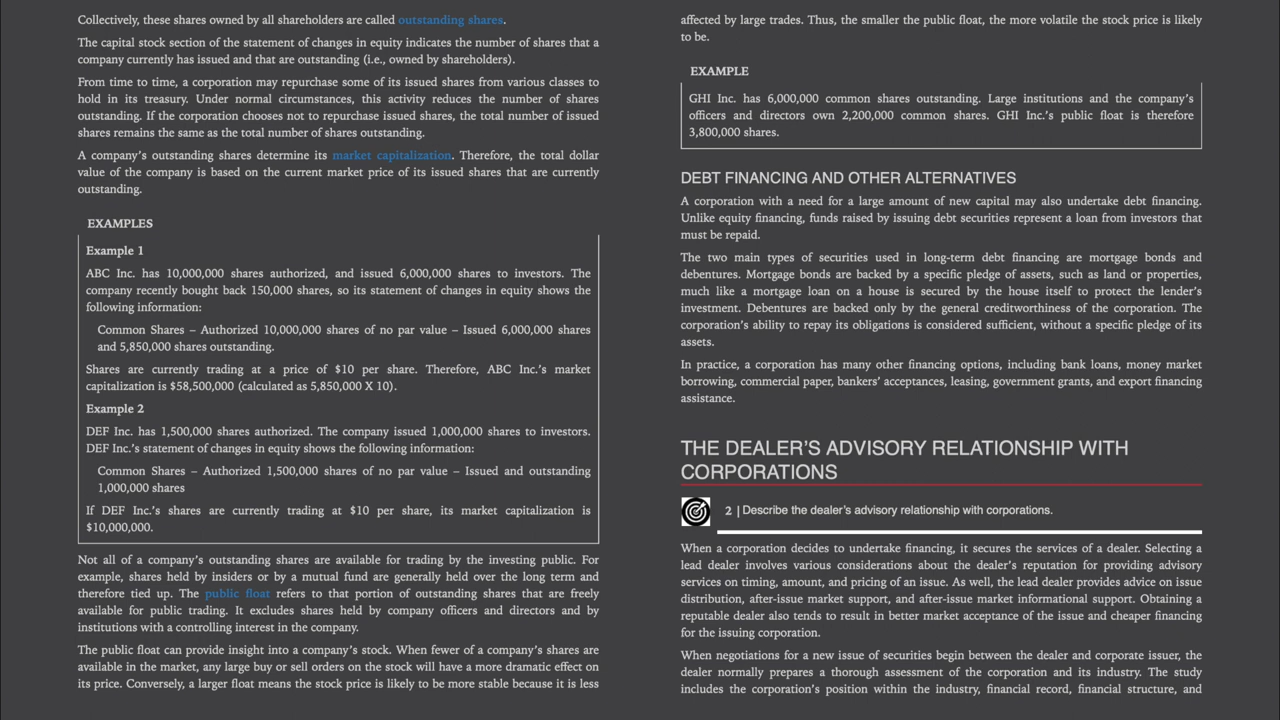 Collectively, these shares owned by all shareholders are called outstanding shares.
The capital stock section of the statement of changes in equity indicates the number of shares that a
company currently has issued and that are outstanding (i.e., owned by shareholders).
From time to time, a corporation may repurchase some of its issued shares from various classes to
hold in its treasury. Under normal circumstances, this activity reduces the number of shares
outstanding. If the corporation chooses not to repurchase issued shares, the total number of issued
shares remains the same as the total number of shares outstanding.
A company’s outstanding shares determine its market capitalization. Therefore, the total dollar
value of the company is based on the current market price of its issued shares that are currently
outstanding.
EXAMPLES
Example 1
ABC Inc. has 10,000,000 shares authorized, and issued 6,000,000 shares to investors. The
company recently bought back 150,000 shares, so its statement of changes in equity shows the
following information:
Common Shares – Authorized 10,000,000 shares of no par value – Issued 6,000,000 shares
and 5,850,000 shares outstanding.
Shares are currently trading at a price of $10 per share. Therefore, ABC Inc.’s market
capitalization is $58,500,000 (calculated as 5,850,000 X 10).
Example 2
DEF Inc. has 1,500,000 shares authorized. The company issued 1,000,000 shares to investors.
DEF Inc.’s statement of changes in equity shows the following information:
Common Shares – Authorized 1,500,000 shares of no par value – Issued and outstanding
1,000,000 shares
If DEF Inc.’s shares are currently trading at $10 per share, its market capitalization is
$10,000,000.
Not all of a company’s outstanding shares are available for trading by the investing public. For
example, shares held by insiders or by a mutual fund are generally held over the long term and
therefore tied up. The public float refers to that portion of outstanding shares that are freely
available for public trading. It excludes shares held by company officers and directors and by
institutions with a controlling interest in the company.
The public float can provide insight into a company’s stock. When fewer of a company’s shares are
available in the market, any large buy or sell orders on the stock will have a more dramatic effect on
its price. Conversely, a larger float means the stock price is likely to be more stable because it is less
affected by large trades. Thus, the smaller the public float, the more volatile the stock price is likely
to be.
EXAMPLE
GHI Inc. has 6,000,000 common shares outstanding. Large institutions and the company’s
officers and directors own 2,200,000 common shares. GHI Inc.’s public float is therefore
3,800,000 shares.
DEBT FINANCING AND OTHER ALTERNATIVES
A corporation with a need for a large amount of new capital may also undertake debt financing.
Unlike equity financing, funds raised by issuing debt securities represent a loan from investors that
must be repaid.
The two main types of securities used in long-term debt financing are mortgage bonds and
debentures. Mortgage bonds are backed by a specific pledge of assets, such as land or properties,
much like a mortgage loan on a house is secured by the house itself to protect the lender’s
investment. Debentures are backed only by the general creditworthiness of the corporation. The
corporation’s ability to repay its obligations is considered sufficient, without a specific pledge of its
assets.
In practice, a corporation has many other financing options, including bank loans, money market
borrowing, commercial paper, bankers’ acceptances, leasing, government grants, and export financing
assistance.
THE DEALER’S ADVISORY RELATIONSHIP WITH
CORPORATIONS
2 | Describe the dealer’s advisory relationship with corporations.
When a corporation decides to undertake financing, it secures the services of a dealer. Selecting a
lead dealer involves various considerations about the dealer’s reputation for providing advisory
services on timing, amount, and pricing of an issue. As well, the lead dealer provides advice on issue
distribution, after-issue market support, and after-issue market informational support. Obtaining a
reputable dealer also tends to result in better market acceptance of the issue and cheaper financing
for the issuing corporation.
When negotiations for a new issue of securities begin between the dealer and corporate issuer, the
dealer normally prepares a thorough assessment of the corporation and its industry. The study
includes the corporation’s position within the industry, financial record, financial structure, and